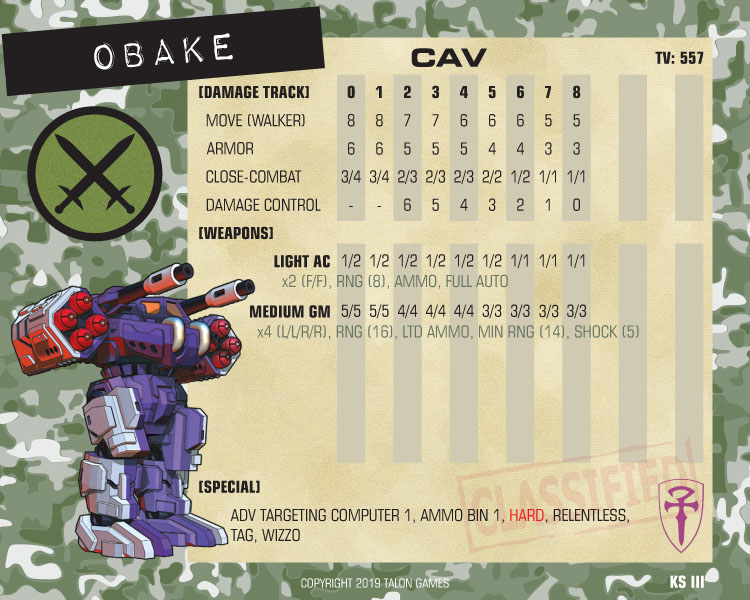 OBAKE
CAV TV: 557
[DAMAGE TRACK] 0 1 2 3 4 5 6 7 8
MOVE (WALKER) 8 8 7 7 6 6 6 5 5
ARMOR 6 6 5 5 5 4 4 3 3
CLOSE-COMBAT 3/4 3/4 2/3 2/3 2/3 2/2 1/2 1/1 1/1
DAMAGE CONTROL - - 6 5 4 3 2 1 0
[WEAPONS]
LIGHT AC 1/2 1/2 1/2 1/2 1/2 1/2 1/1 1/1 1/1
x2 (F/F), RNG (8), AMMO, FULL AUTO
MEDIUM GM 5/5 5/5 4/4 4/4 4/4 3/3 3/3 3/3 3/3
x4 (L/L/R/R), RNG (16), LTD AMMO, MIN RNG (14), SHOCK (5)
[SPECIAL]
CLASSIFIED!
ADV TARGETING COMPUTER 1, AMMO BIN 1, HARD, RELENTLESS,
TAG, WIZZO
COPYRIGHT 2019 TALON GAMES KS III